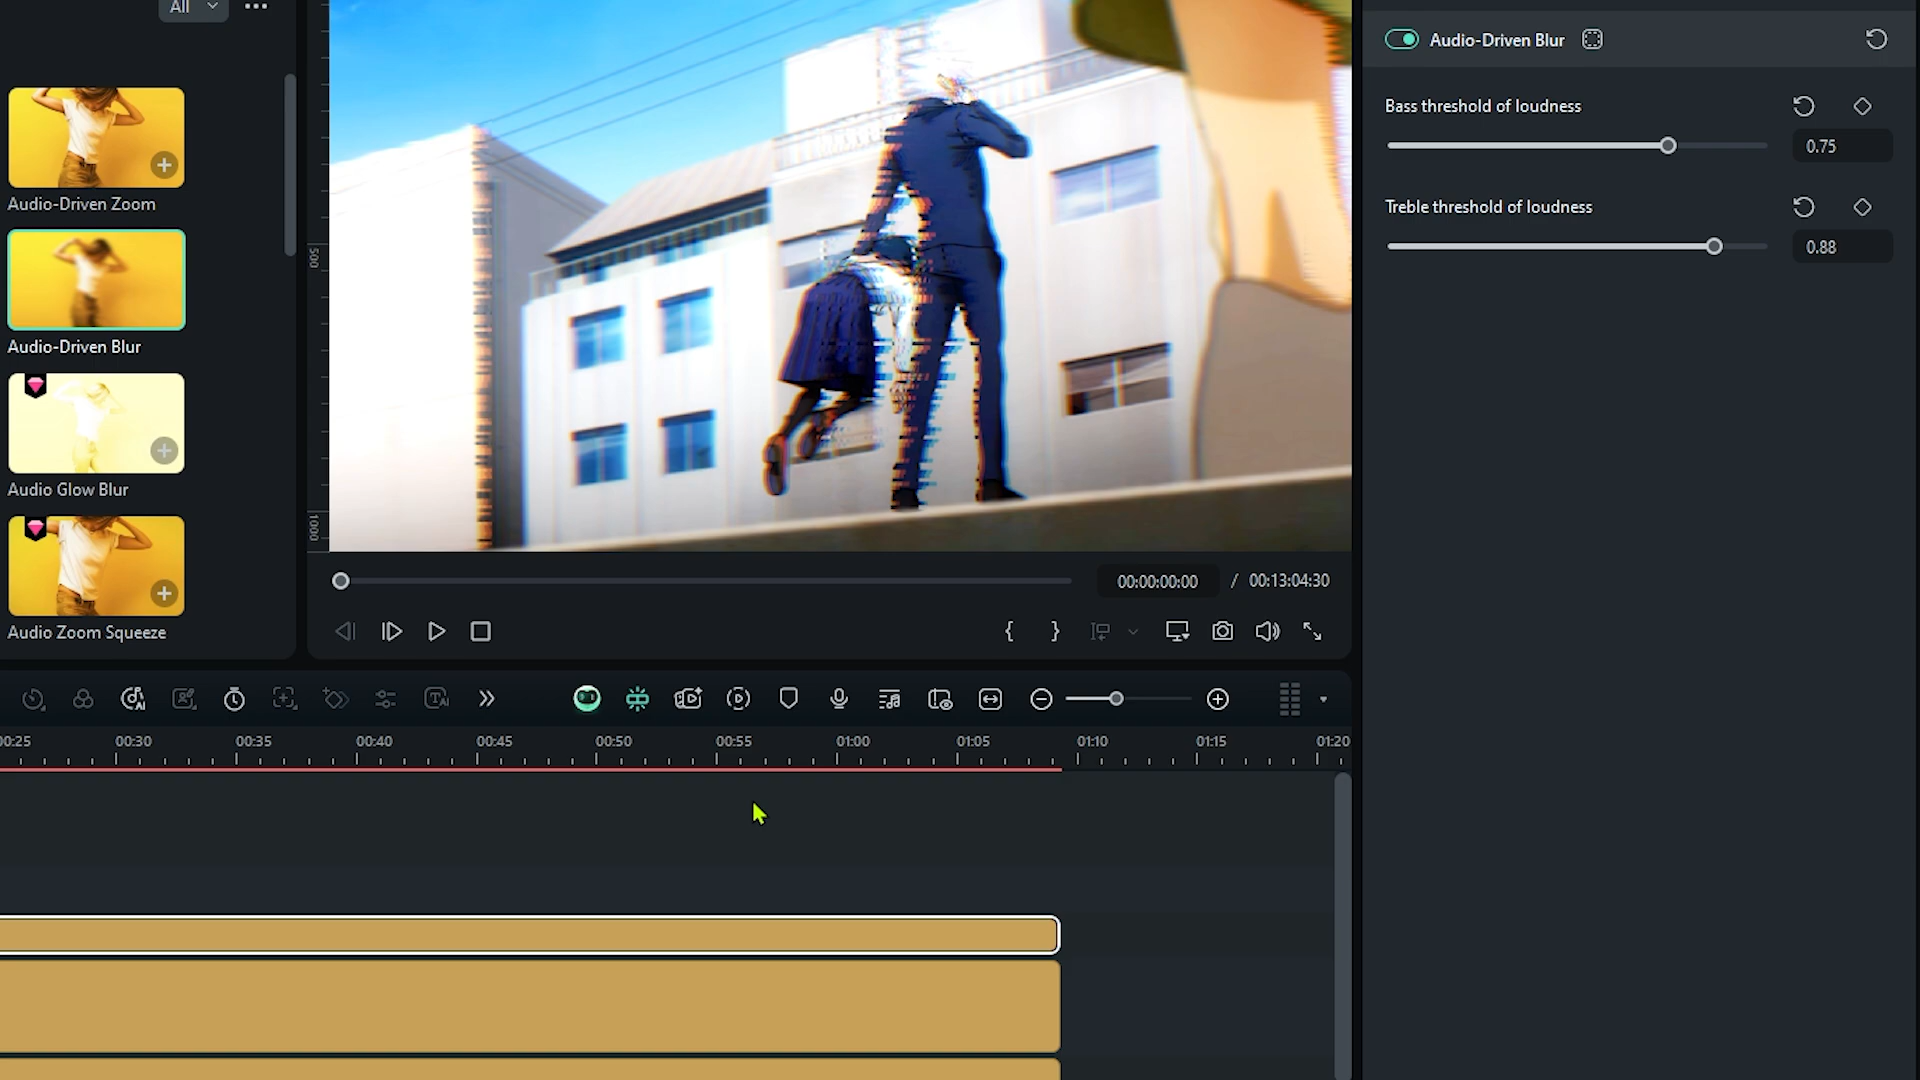 All
Audio-Driven Zoom
Audio-Driven Blur
Audio Glow Blur
Audio Zoom Squeeze
500
1000
00:00:00:00 / 00:13:04:30
00:25 00:30 00:35 00:40 00:45 00:50 00:55 01:00 01:05 01:10 01:15 01:20
Audio-Driven Blur
Bass threshold of loudness
0.75
Treble threshold of loudness
0.88